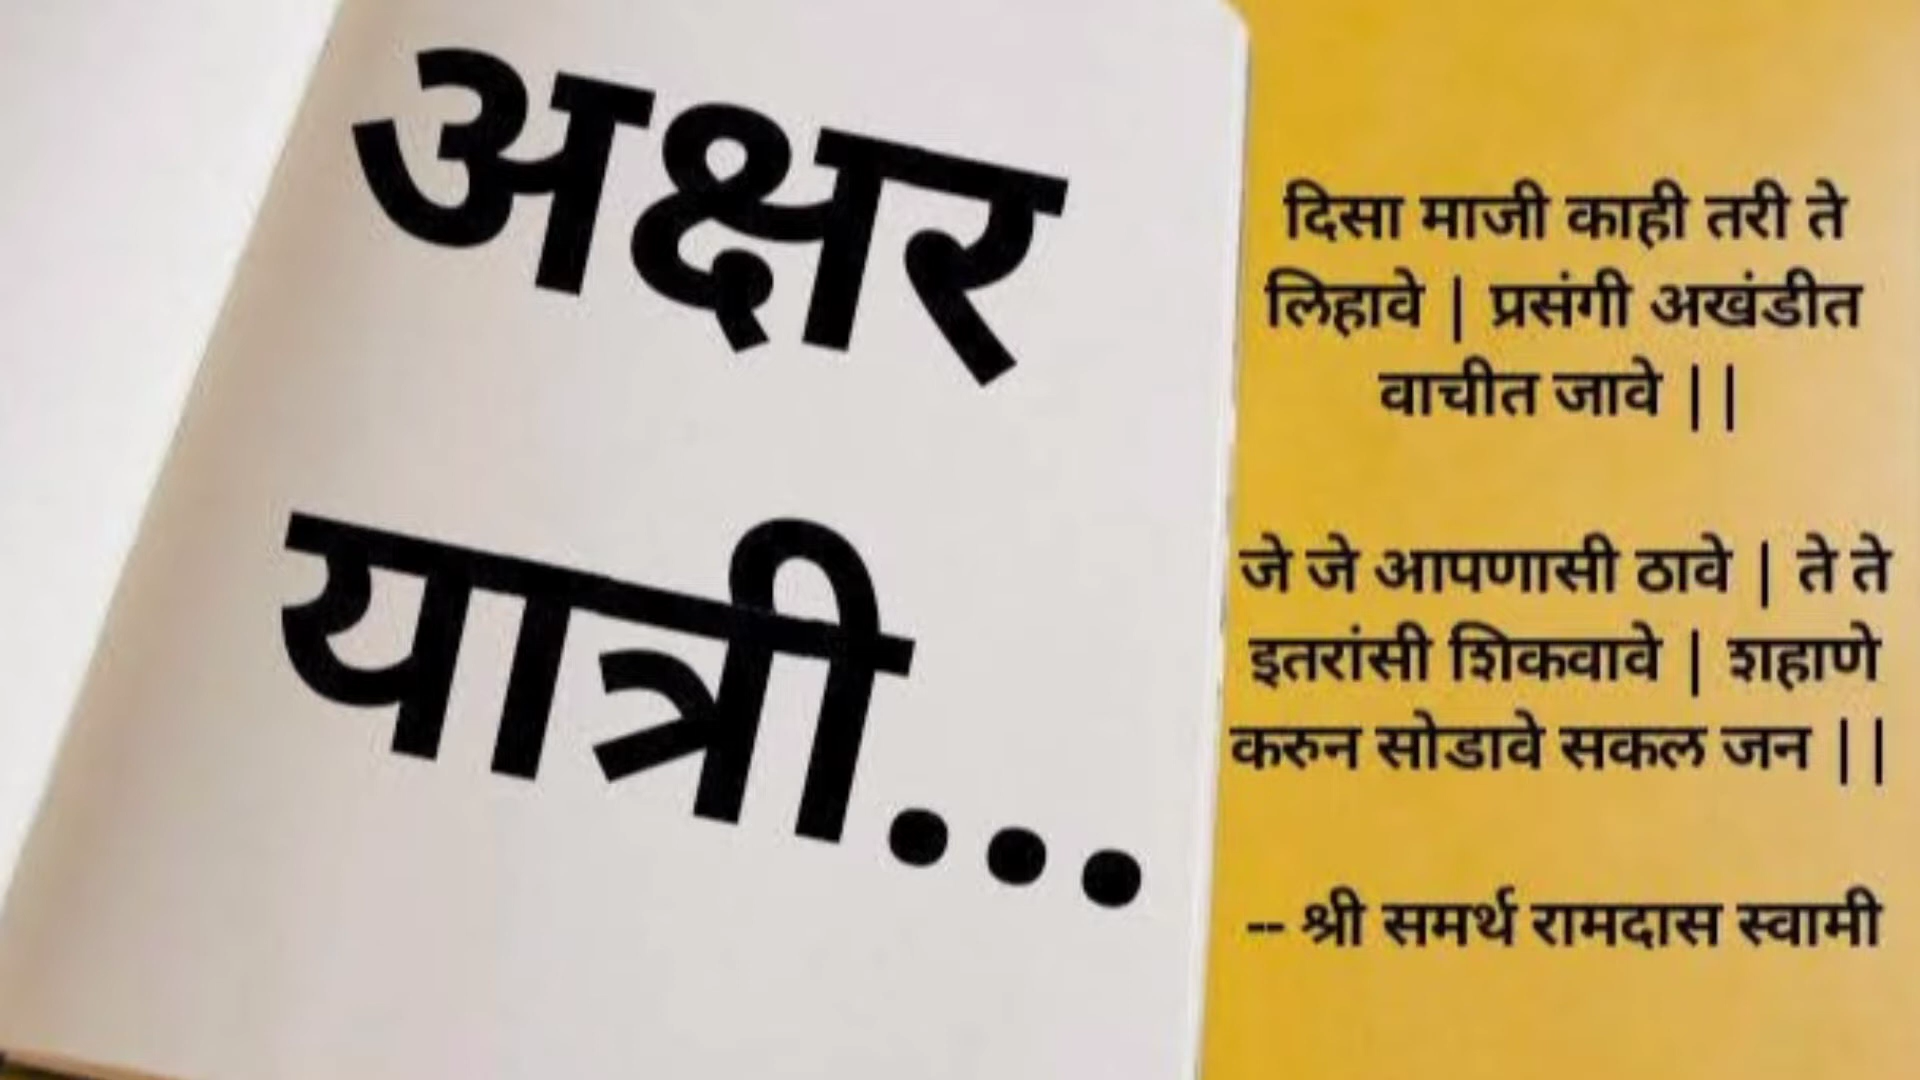 अक्षर
यात्री...
दिसा माजी काही तरी ते
लिहावे | प्रसंगी अखंडीत
वाचीत जावे ||
जे जे आपणासी ठावे | ते ते
इतरांसी शिकवावे | शहाणे
करुन सोडावे सकल जन ||
-- श्री समर्थ रामदास स्वामी